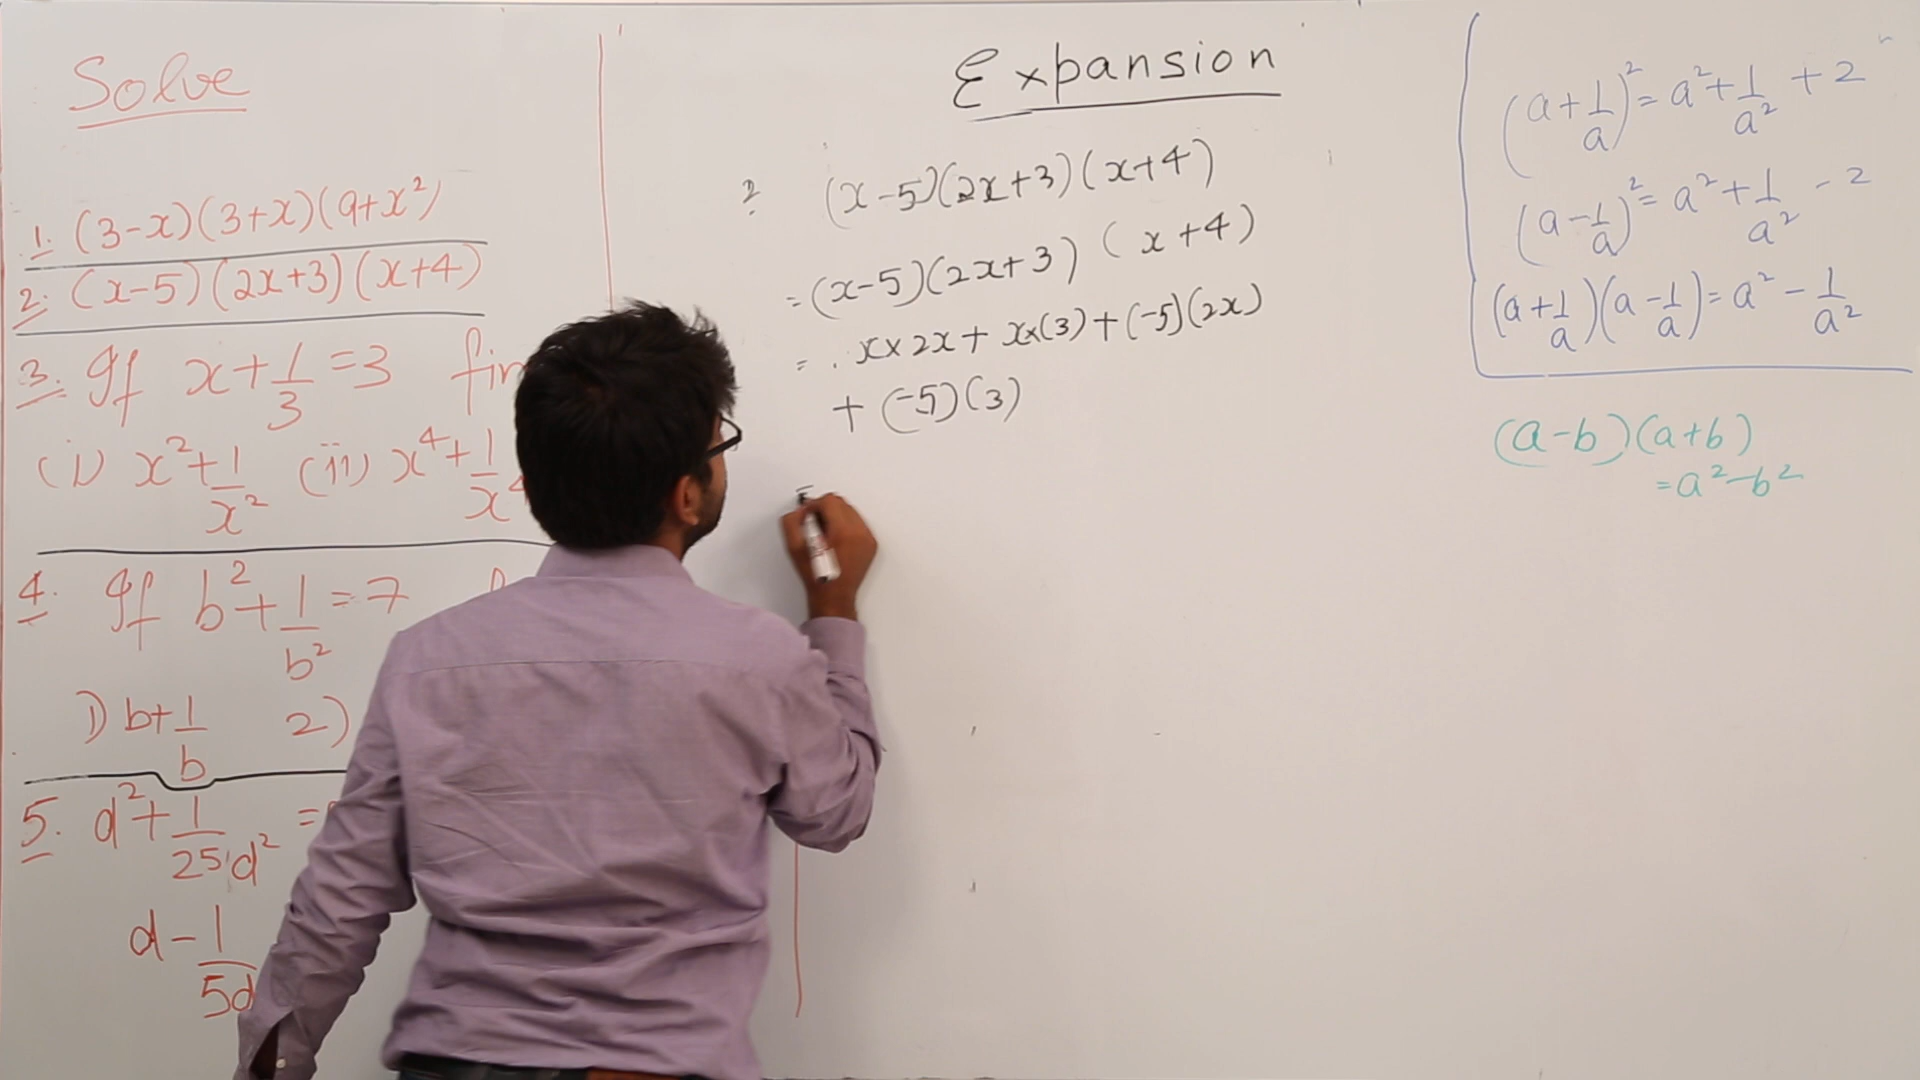 Solve
1. (3-x)(3+x)(9+x²)
2. (x-5)(2x+3)(x+4)
3. If x+1/3=3
(i) x²+1/x² (ii) x⁴+1/x⁴
4. If b²+1/b²=7
1) b+1/b 2)
5. d²+1/25d² =
d-1/5d
Expansion
2 (x-5)(2x+3)(x+4)
=(x-5)(2x+3) (x+4)
= . x×2x+ x×(3)+(-5)(2x)
+ (-5)(3)
=
(a+1/a)²=a²+1/a²+2
(a-1/a)²=a²+1/a²-2
(a+1/a)(a-1/a)=a²-1/a²
(a-b)(a+b)
=a²-b²